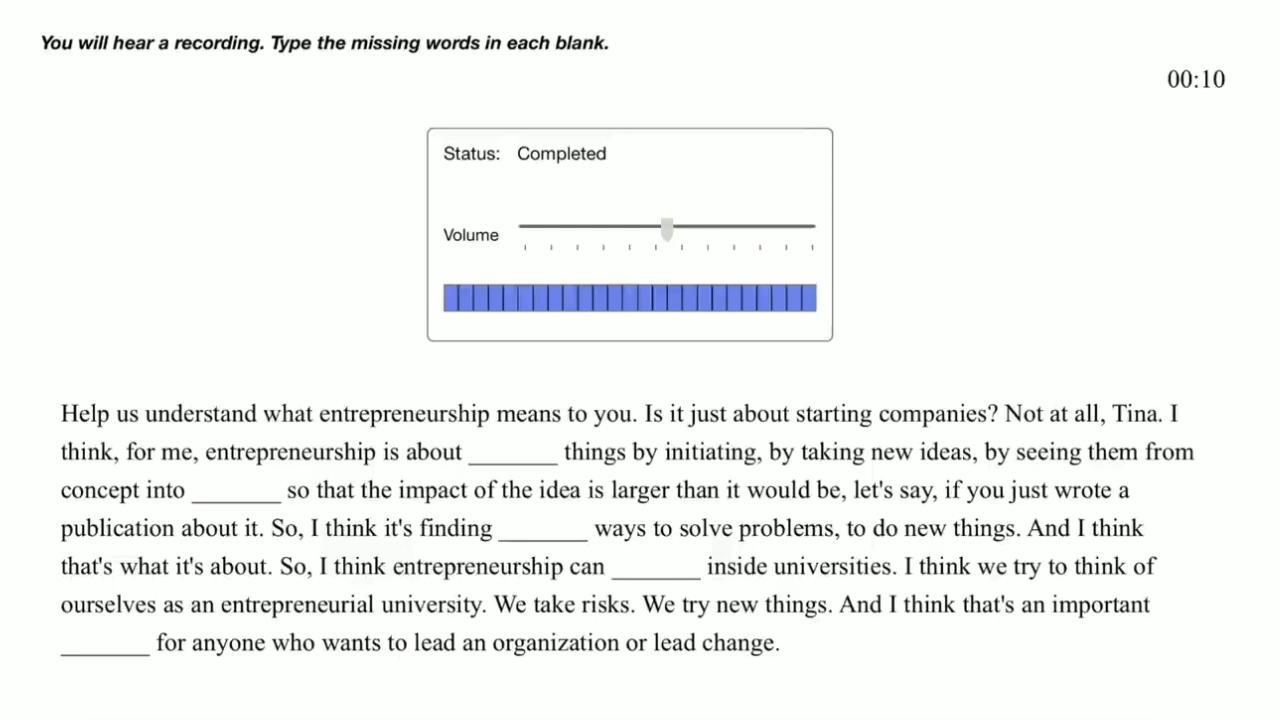 You will hear a recording. Type the missing words in each blank.
00:10
Status: Completed
Volume
Help us understand what entrepreneurship means to you. Is it just about starting companies? Not at all, Tina. I
think, for me, entrepreneurship is about _______ things by initiating, by taking new ideas, by seeing them from
concept into _______ so that the impact of the idea is larger than it would be, let's say, if you just wrote a
publication about it. So, I think it's finding _______ ways to solve problems, to do new things. And I think
that's what it's about. So, I think entrepreneurship can _______ inside universities. I think we try to think of
ourselves as an entrepreneurial university. We take risks. We try new things. And I think that's an important
_______ for anyone who wants to lead an organization or lead change.